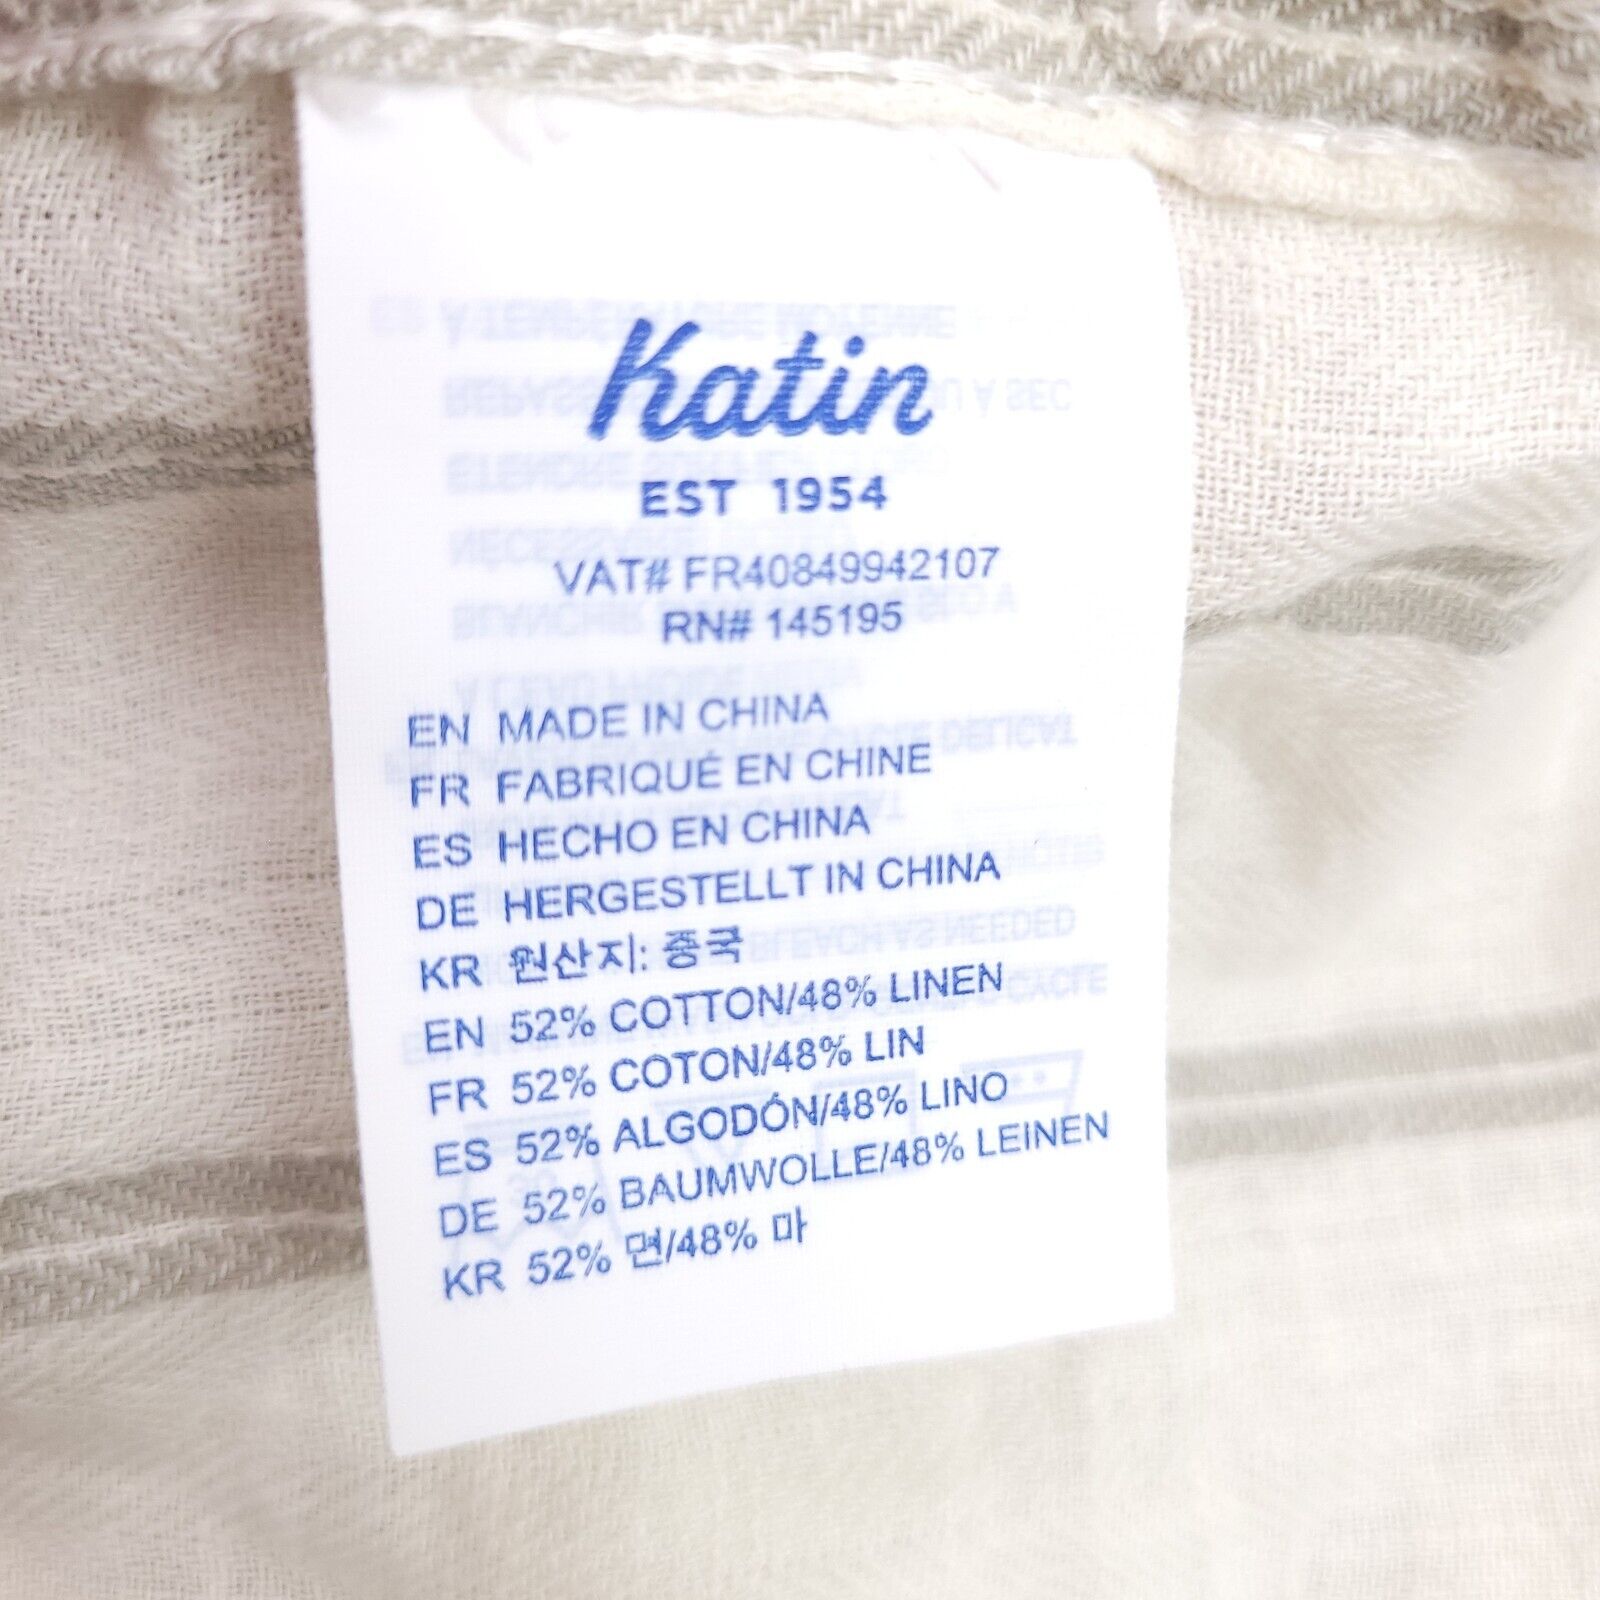 Katin
EST 1954
VAT# FR40849942107
RN# 145195
EN MADE IN CHINA
FR FABRIQUÉ EN CHINE
ES HECHO EN CHINA
DE HERGESTELLT IN CHINA
KR 원산지: 중국
EN 52% COTTON/48% LINEN
FR 52% COTON/48% LIN
ES 52% ALGODÓN/48% LINO
DE 52% BAUMWOLLE/48% LEINEN
KR 52% 면/48% 마